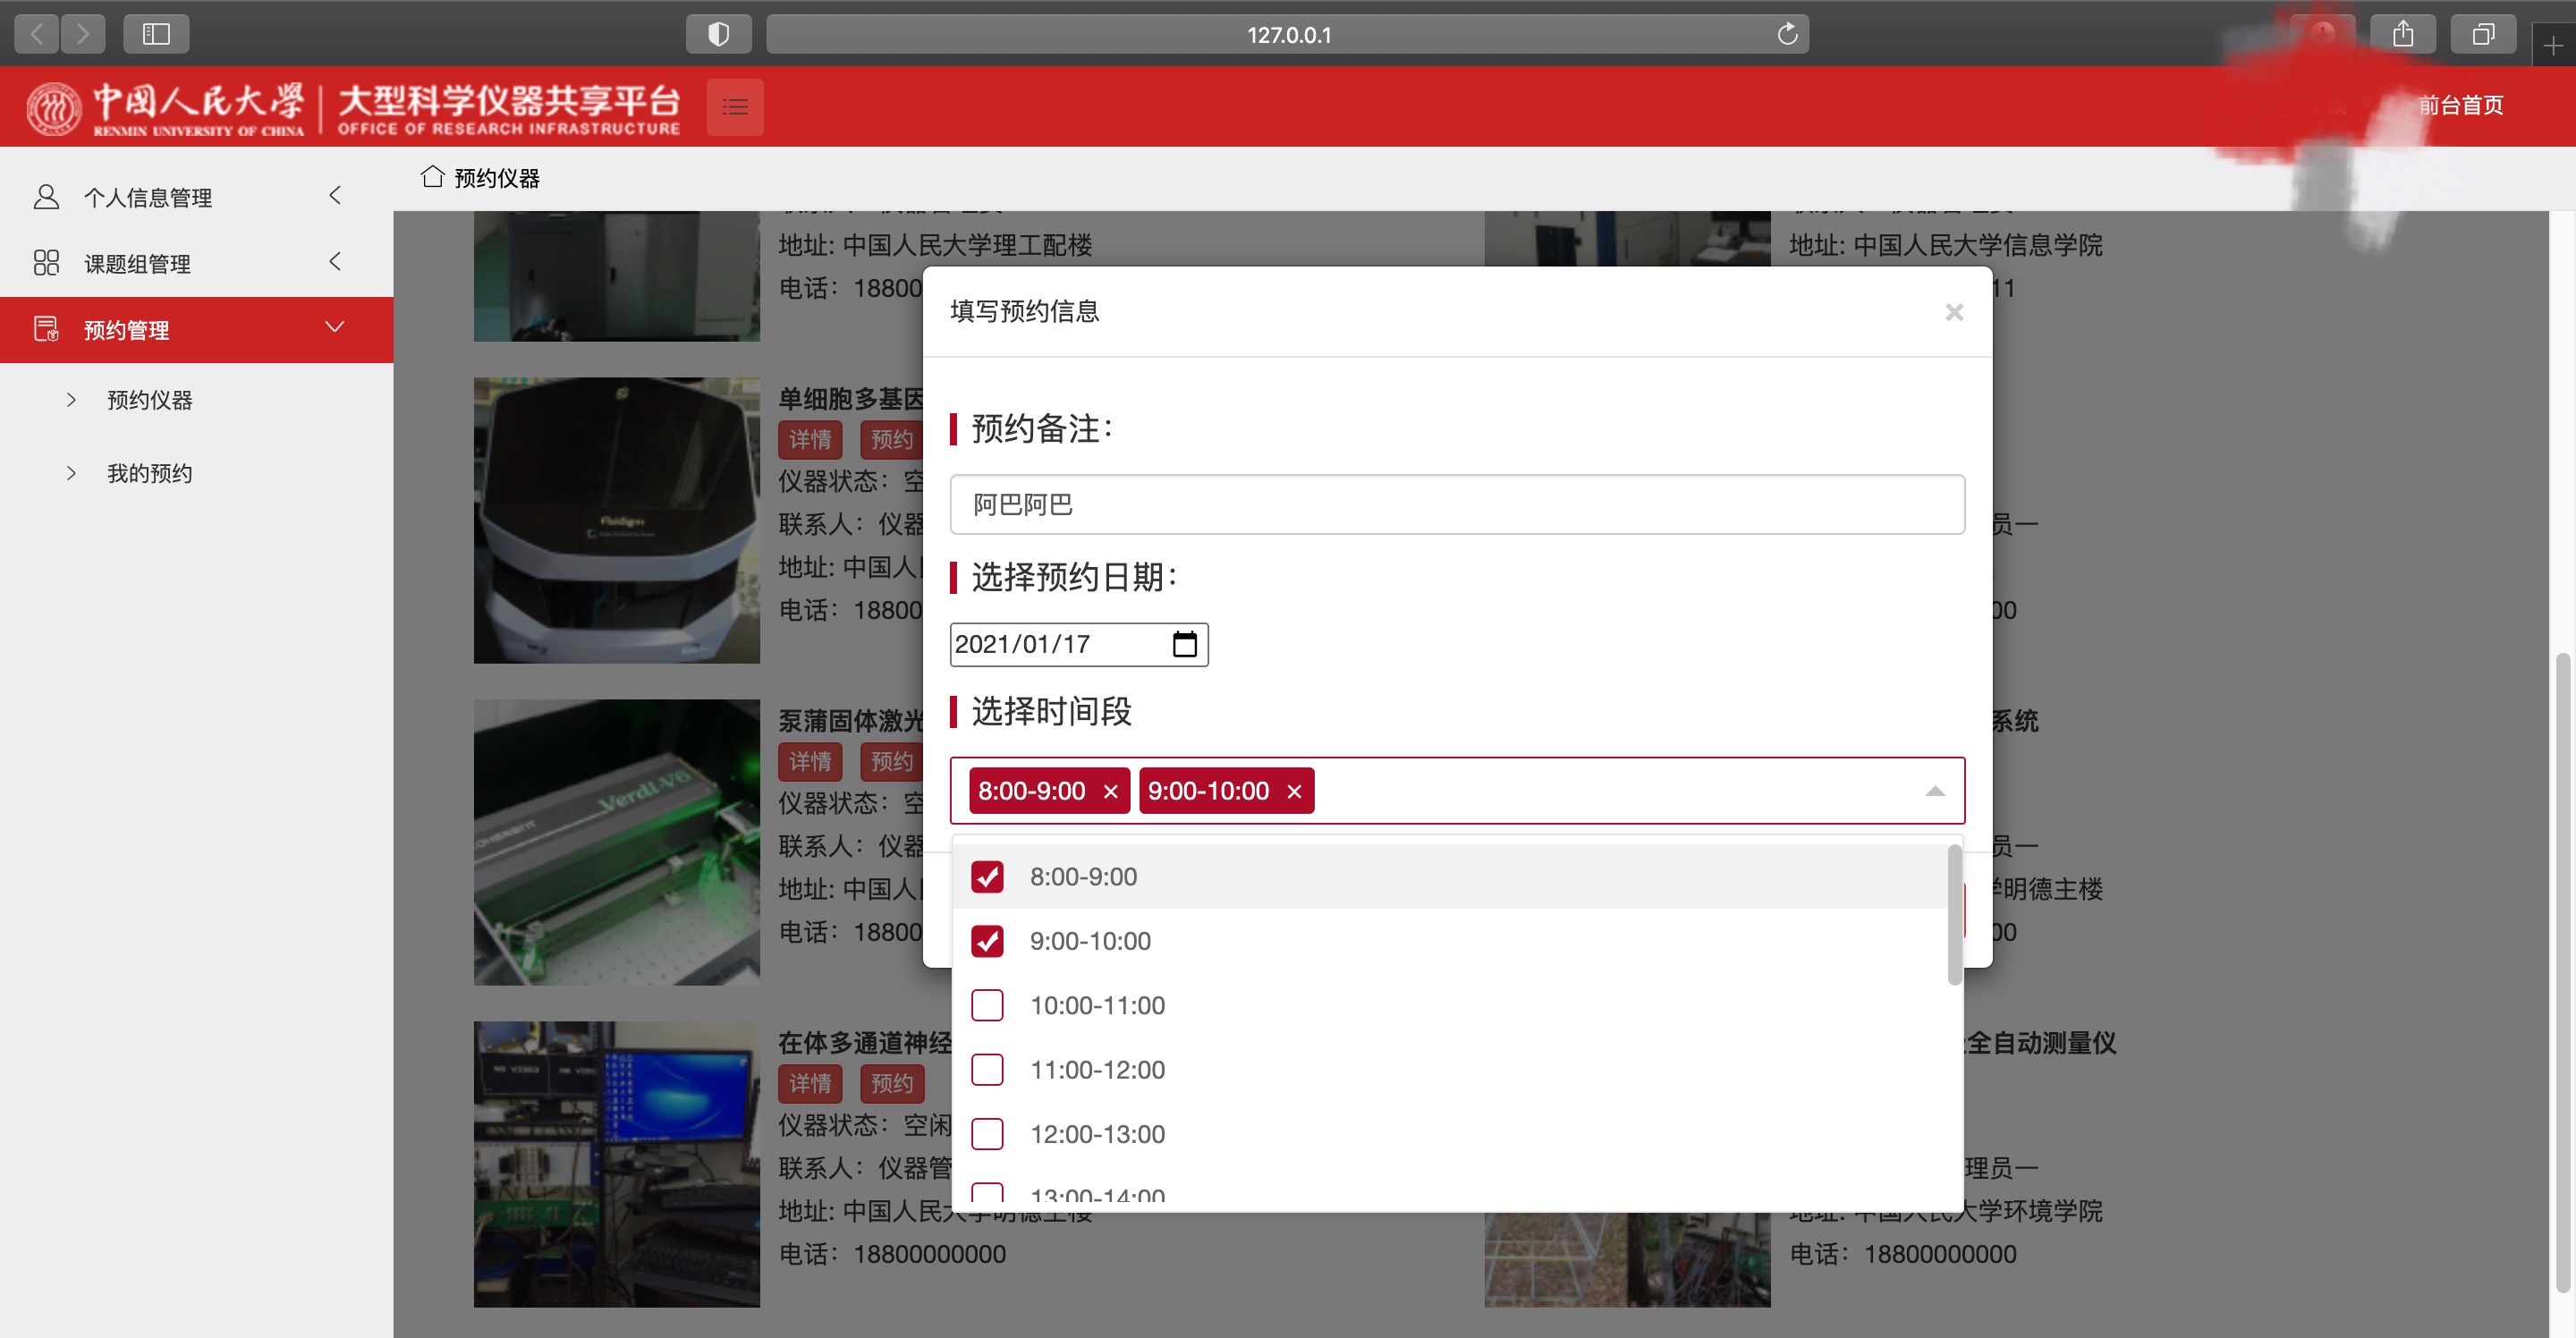 127.0.0.1
中国人民大学
RENMIN UNIVERSITY OF CHINA
大型科学仪器共享平台
OFFICE OF RESEARCH INFRASTRUCTURE
前台首页
个人信息管理
课题组管理
预约管理
预约仪器
我的预约
预约仪器
地址: 中国人民大学理工配楼
电话：18800
地址: 中国人民大学信息学院
11
单细胞多基因
详情 预约
仪器状态：空
联系人：仪器
地址: 中国人
电话：18800
员一
00
泵蒲固体激光
详情 预约
仪器状态：空
联系人：仪器
地址: 中国人
电话：18800
系统
员一
学明德主楼
00
在体多通道神经
详情 预约
仪器状态：空闲
联系人：仪器管
地址: 中国人民大学明德主楼
电话：18800000000
全自动测量仪
理员一
地址: 中国人民大学环境学院
电话：18800000000
填写预约信息
×
预约备注：
阿巴阿巴
选择预约日期：
2021/01/17
选择时间段
8:00-9:00 × 9:00-10:00 ×
8:00-9:00
9:00-10:00
10:00-11:00
11:00-12:00
12:00-13:00
13:00-14:00
Fluidigm
Verdi-V6